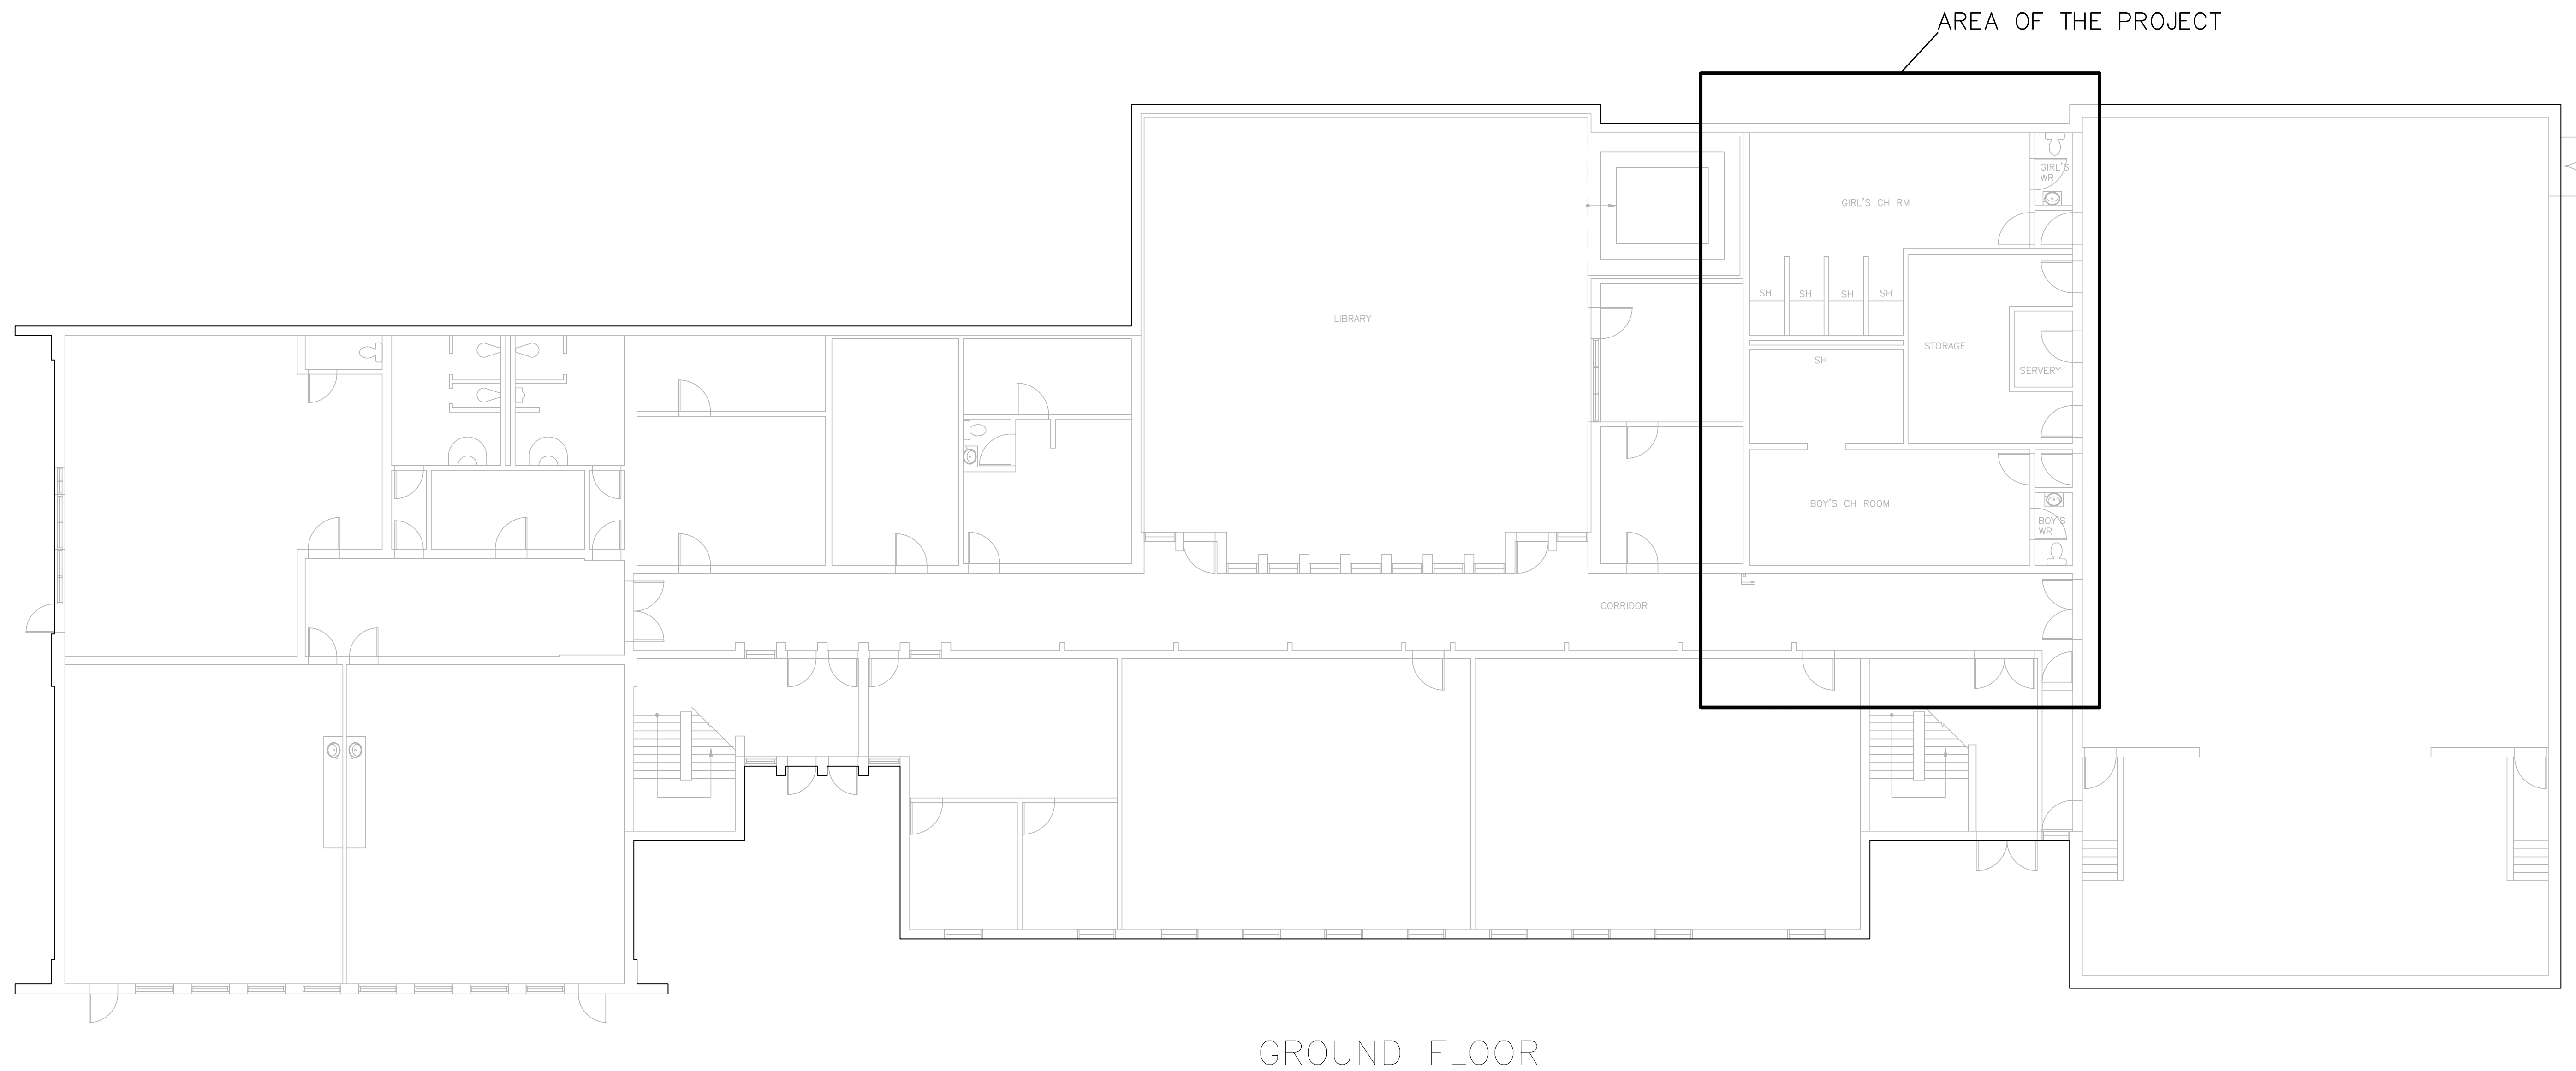 AREA OF THE PROJECT
GIRL'S
WR
GIRL'S CH RM
SH
SH
SH
SH
LIBRARY
STORAGE
SH
SERVERY
BOY'S CH ROOM
BOY'S
WR
CORRIDOR
GROUND FLOOR